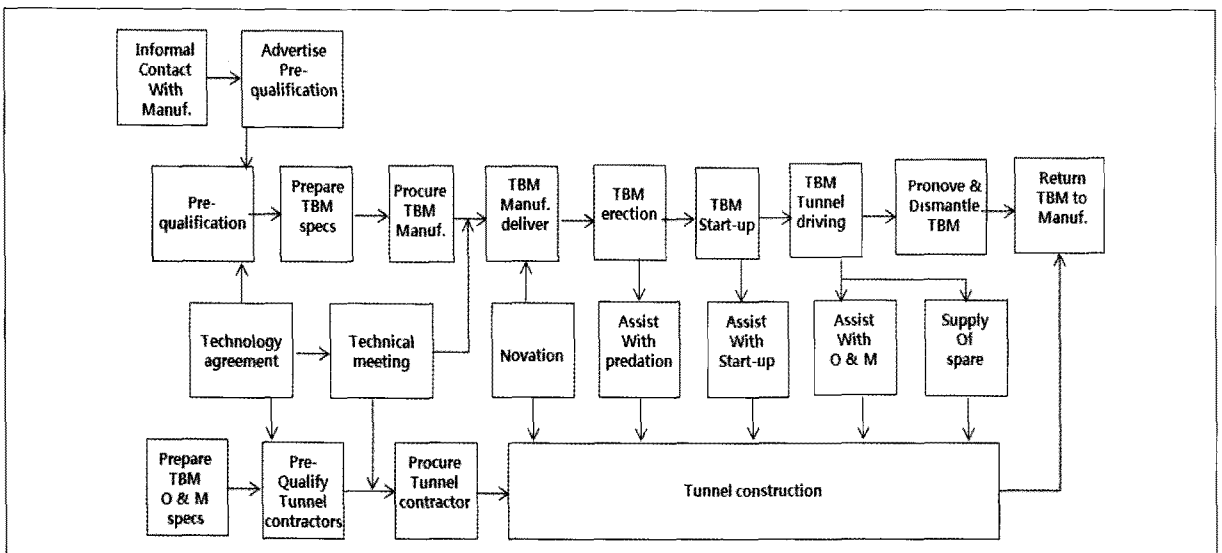 Informal
Contact
With
Manuf.
Advertise
Pre-
qualification
Pre-
qualification
Prepare
TBM
specs
Procure
TBM
Manuf.
TBM
Manuf.
deliver
TBM
erection
TBM
Start-up
TBM
Tunnel
driving
Pronove &
Dismantle
TBM
Return
TBM to
Manuf.
Technology
agreement
Technical
meeting
Novation
Assist
With
predation
Assist
With
Start-up
Assist
With
O & M
Supply
Of
spare
Prepare
TBM
O & M
specs
Pre-
Qualify
Tunnel
contractors
Procure
Tunnel
contractor
Tunnel construction